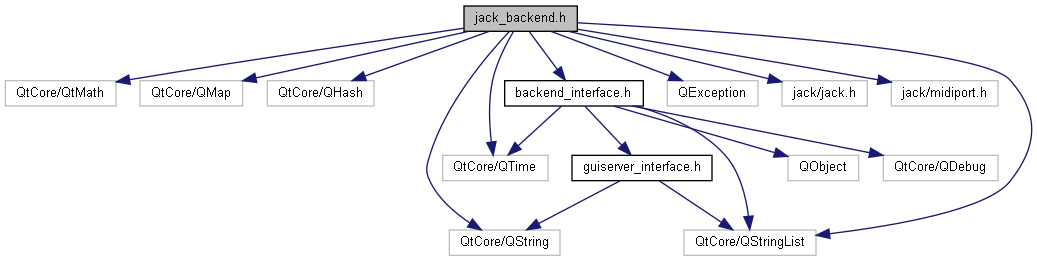 jack_backend.h
QtCore/QtMath
QtCore/QMap
QtCore/QHash
backend_interface.h
QException
jack/jack.h
jack/midiport.h
QtCore/QTime
guiserver_interface.h
QObject
QtCore/QDebug
QtCore/QString
QtCore/QStringList